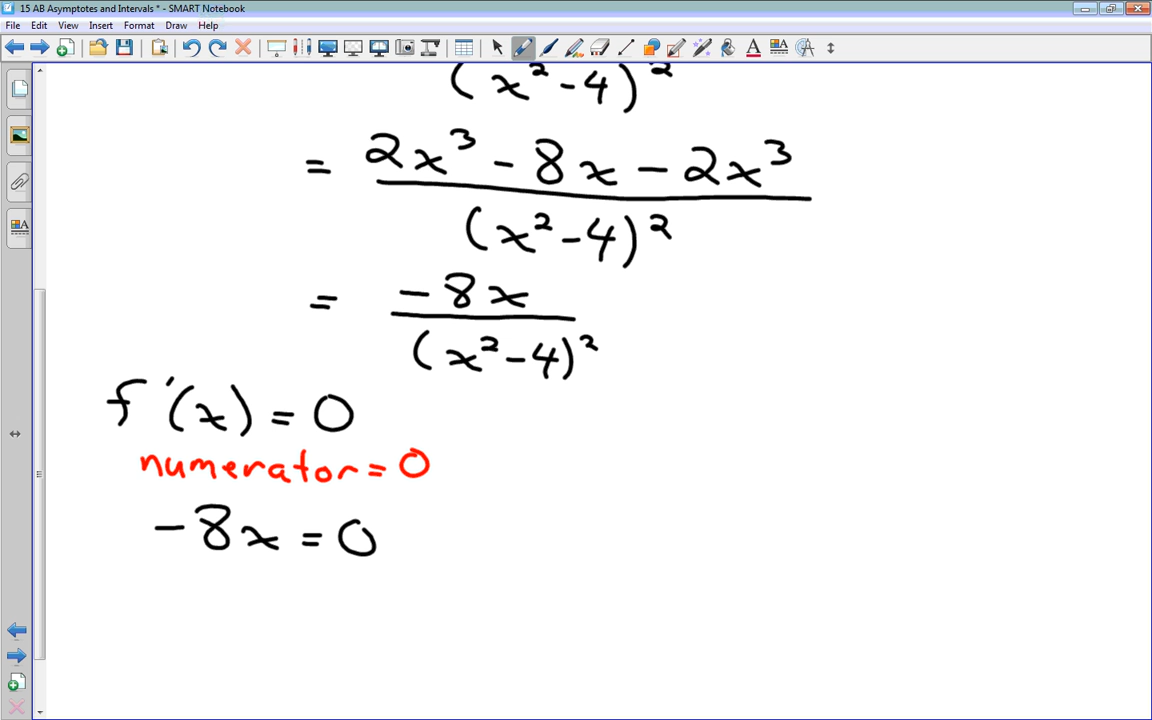 15 AB Asymptotes and Intervals * - SMART Notebook
File Edit View Insert Format Tools Draw Help
(x²-4)²
= 2x³ - 8x - 2x³
(x²-4)²
= -8x
(x²-4)²
f'(x) = 0
numerator = 0
-8x = 0